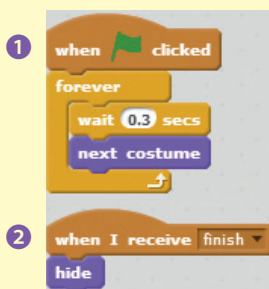 1
when clicked
forever
wait 0.3 secs
next costume
2
when I receive finish
hide